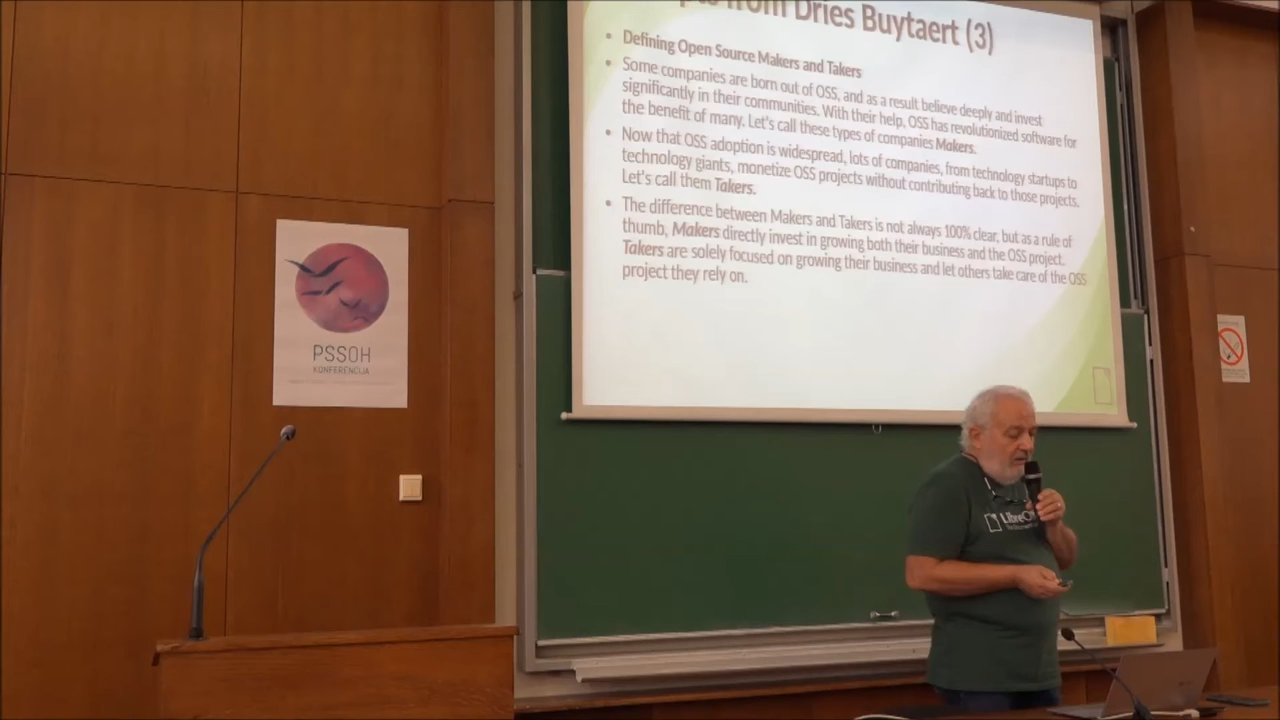 from Dries Buytaert (3)
• Defining Open Source Makers and Takers
• Some companies are born out of OSS, and as a result believe deeply and invest
significantly in their communities. With their help, OSS has revolutionized software for
the benefit of many. Let's call these types of companies Makers.
• Now that OSS adoption is widespread, lots of companies, from technology startups to
technology giants, monetize OSS projects without contributing back to those projects.
Let's call them Takers.
• The difference between Makers and Takers is not always 100% clear, but as a rule of
thumb, Makers directly invest in growing both their business and the OSS project.
Takers are solely focused on growing their business and let others take care of the OSS
project they rely on.
PSSOH
KONFERENCIJA
LibreO